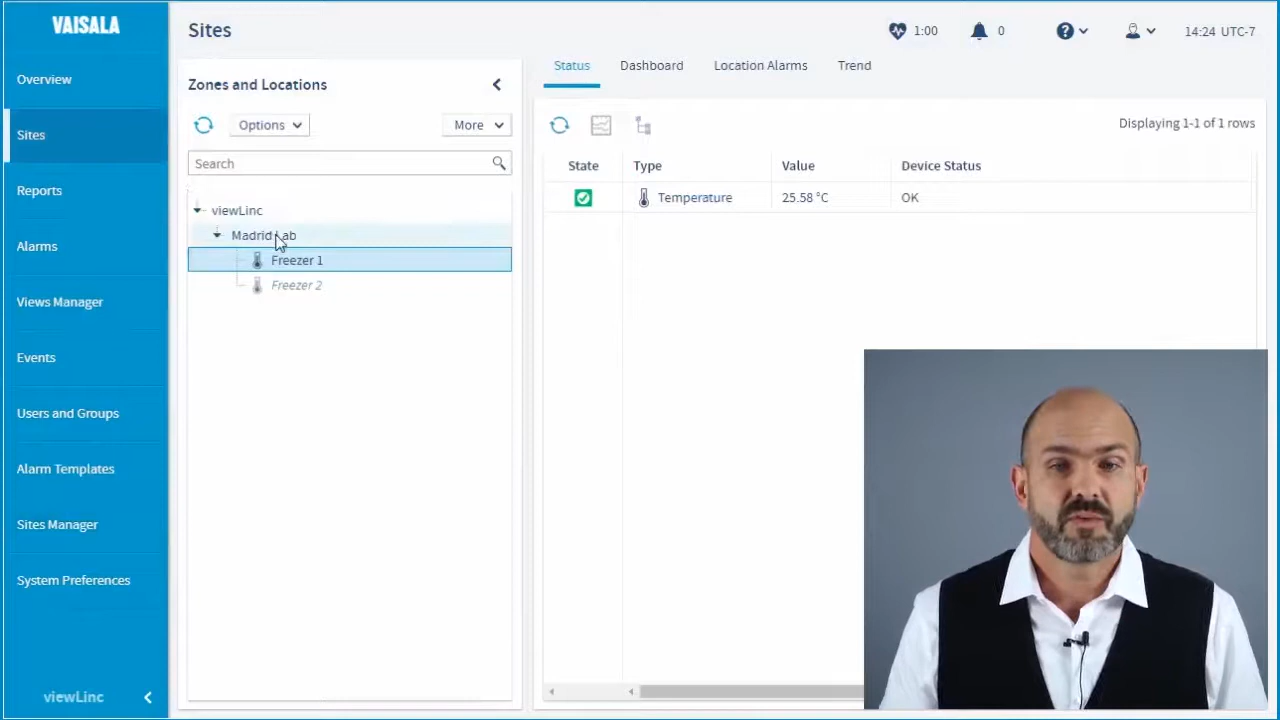 VAISALA
Overview
Sites
Reports
Alarms
Views Manager
Events
Users and Groups
Alarm Templates
Sites Manager
System Preferences
viewLinc
Sites
1:00
0
14:24 UTC-7
Zones and Locations
Options
More
Search
viewLinc
Madrid Lab
Freezer 1
Freezer 2
Status Dashboard Location Alarms Trend
Displaying 1-1 of 1 rows
State Type Value Device Status
Temperature 25.58 °C OK